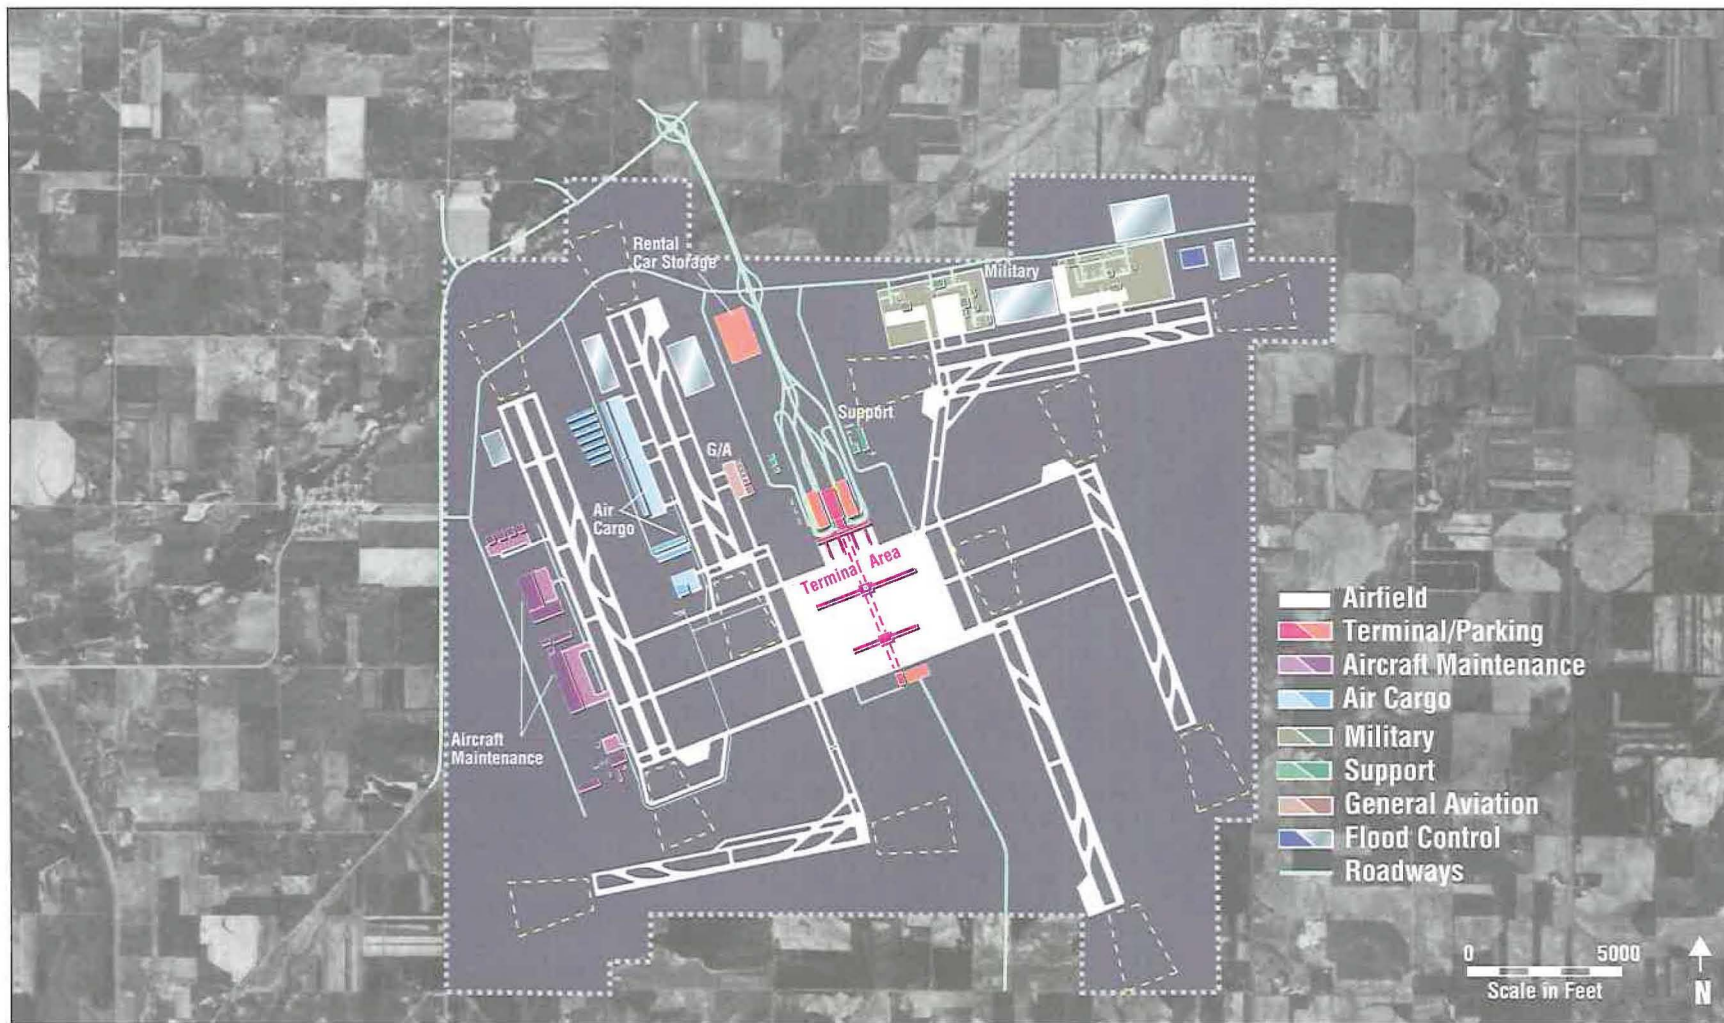 Rental
Car Storage
Military
Support
G/A
Air
Cargo
Terminal Area
Aircraft
Maintenance
Airfield
Terminal/Parking
Aircraft Maintenance
Air Cargo
Military
Support
General Aviation
Flood Control
Roadways
0 5000
Scale in Feet
N